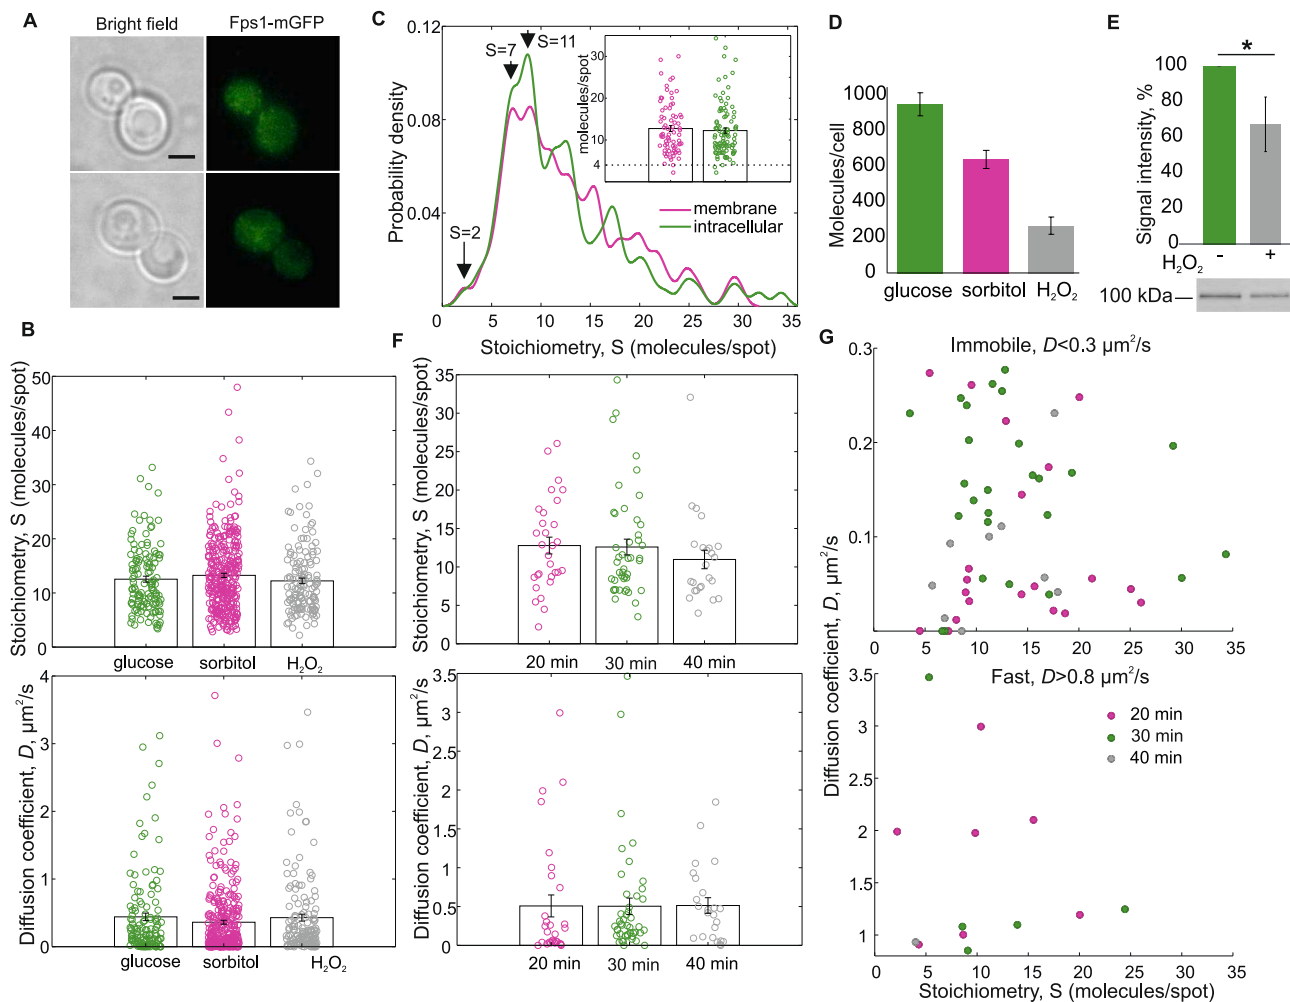 A
Bright field
Fps1-mGFP
B
Stoichiometry, S (molecules/spot)
50
40
30
20
10
0
glucose
sorbitol
H₂O₂
Diffusion coefficient, D, µm²/s
4
3
2
1
0
glucose
sorbitol
H₂O₂
C
Probability density
0.12
0.08
0.04
S=2
S=7
S=11
molecules/spot
30
20
10
4
membrane
intracellular
0
5
10
15
20
25
30
35
Stoichiometry, S (molecules/spot)
D
Molecules/cell
1000
800
600
400
200
0
glucose
sorbitol
H₂O₂
E
Signal intensity, %
100
80
60
40
20
0
*
H₂O₂
-
+
100 kDa
F
Stoichiometry, S (molecules/spot)
35
30
25
20
15
10
5
0
20 min
30 min
40 min
Diffusion coefficient, D, µm²/s
3.5
3
2.5
2
1.5
1
0.5
0
20 min
30 min
40 min
G
Immobile, D<0.3 µm²/s
0.3
0.2
0.1
0
5
10
15
20
25
30
35
Diffusion coefficient, D, µm²/s
Fast, D>0.8 µm²/s
20 min
30 min
40 min
3.5
3
2.5
2
1.5
1
0
5
10
15
20
25
30
35
Stoichiometry, S (molecules/spot)